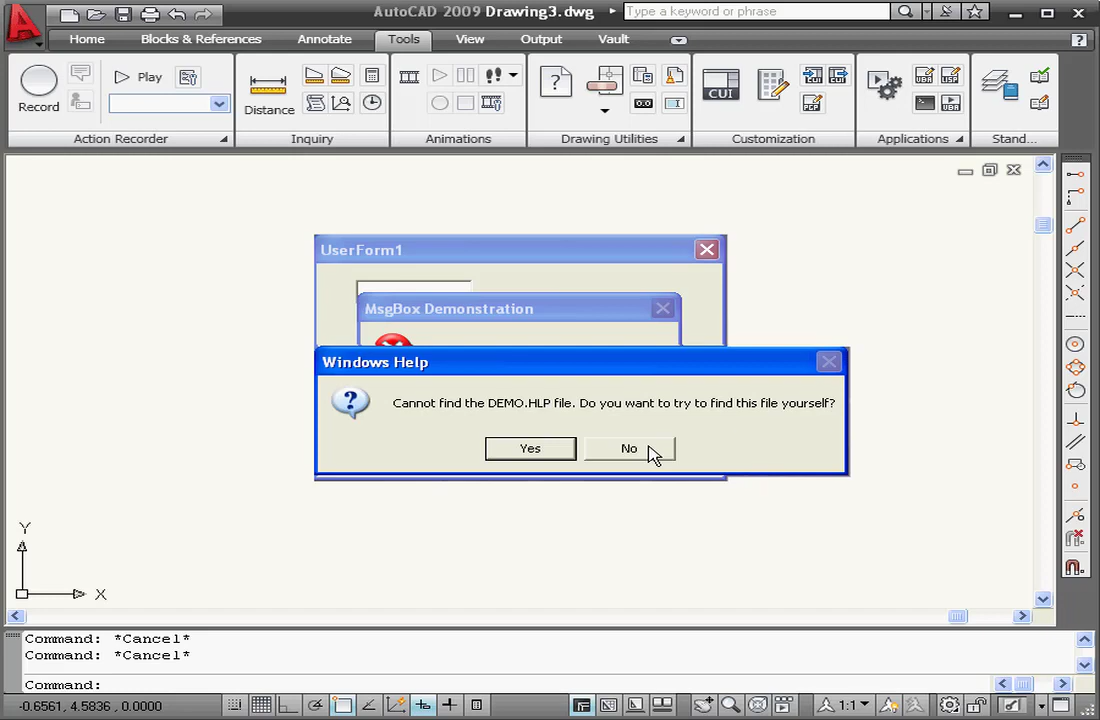 AutoCAD 2009 Drawing3.dwg
Type a keyword or phrase
Home
Blocks & References
Annotate
Tools
View
Output
Vault
Record
Play
Distance
CUI
Action Recorder
Inquiry
Animations
Drawing Utilities
Customization
Applications
Stand...
UserForm1
MsgBox Demonstration
Windows Help
Cannot find the DEMO.HLP file. Do you want to try to find this file yourself?
Yes
No
Y
X
Command: *Cancel*
Command: *Cancel*
Command:
-0.6561, 4.5836, 0.0000
1:1